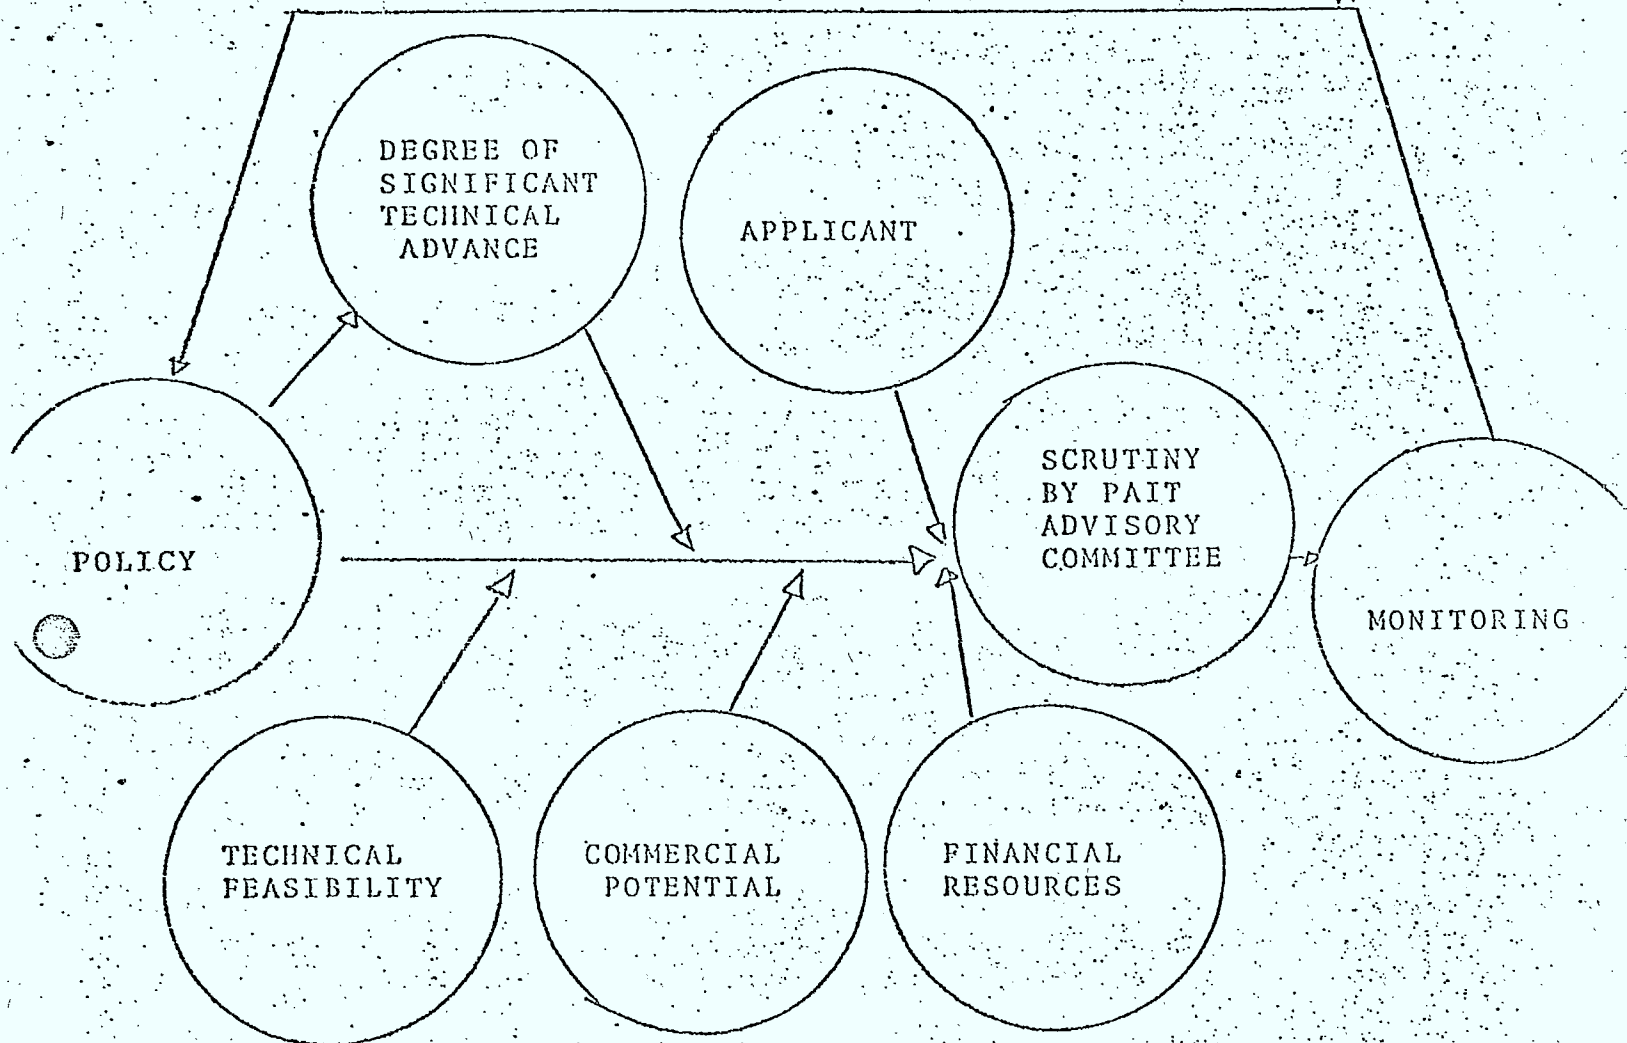 DEGREE OF
SIGNIFICANT
TECHNICAL
ADVANCE
APPLICANT
SCRUTINY
BY PAIT
ADVISORY
COMMITTEE
POLICY
MONITORING
TECHNICAL
FEASIBILITY
COMMERCIAL
POTENTIAL
FINANCIAL
RESOURCES